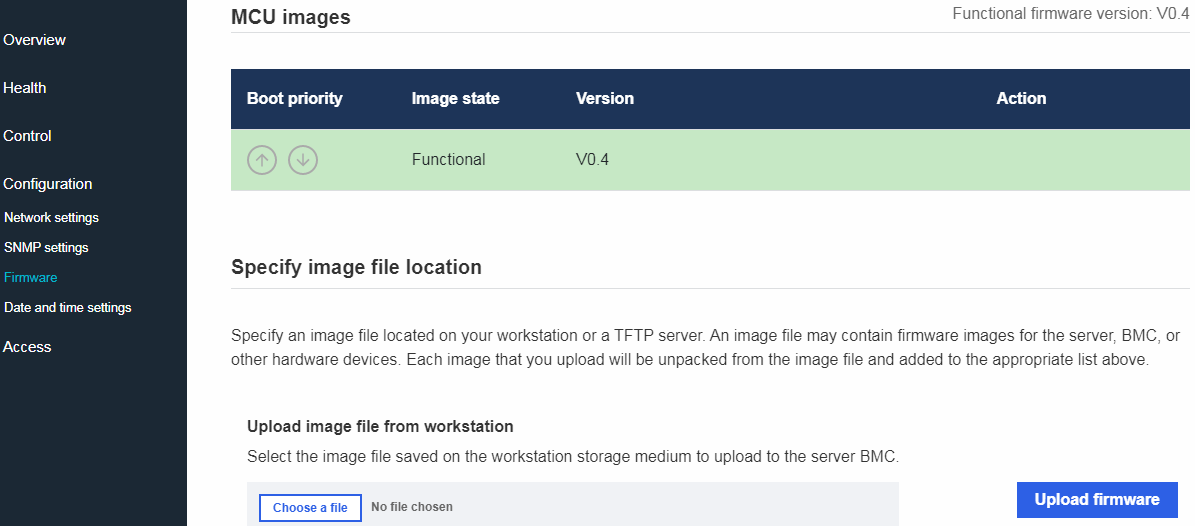 Overview
Health
Control
Configuration
Network settings
SNMP settings
Firmware
Date and time settings
Access
MCU images
Functional firmware version: V0.4
Boot priority Image state Version Action
Functional V0.4
Specify image file location
Specify an image file located on your workstation or a TFTP server. An image file may contain firmware images for the server, BMC, or
other hardware devices. Each image that you upload will be unpacked from the image file and added to the appropriate list above.
Upload image file from workstation
Select the image file saved on the workstation storage medium to upload to the server BMC.
Choose a file No file chosen
Upload firmware